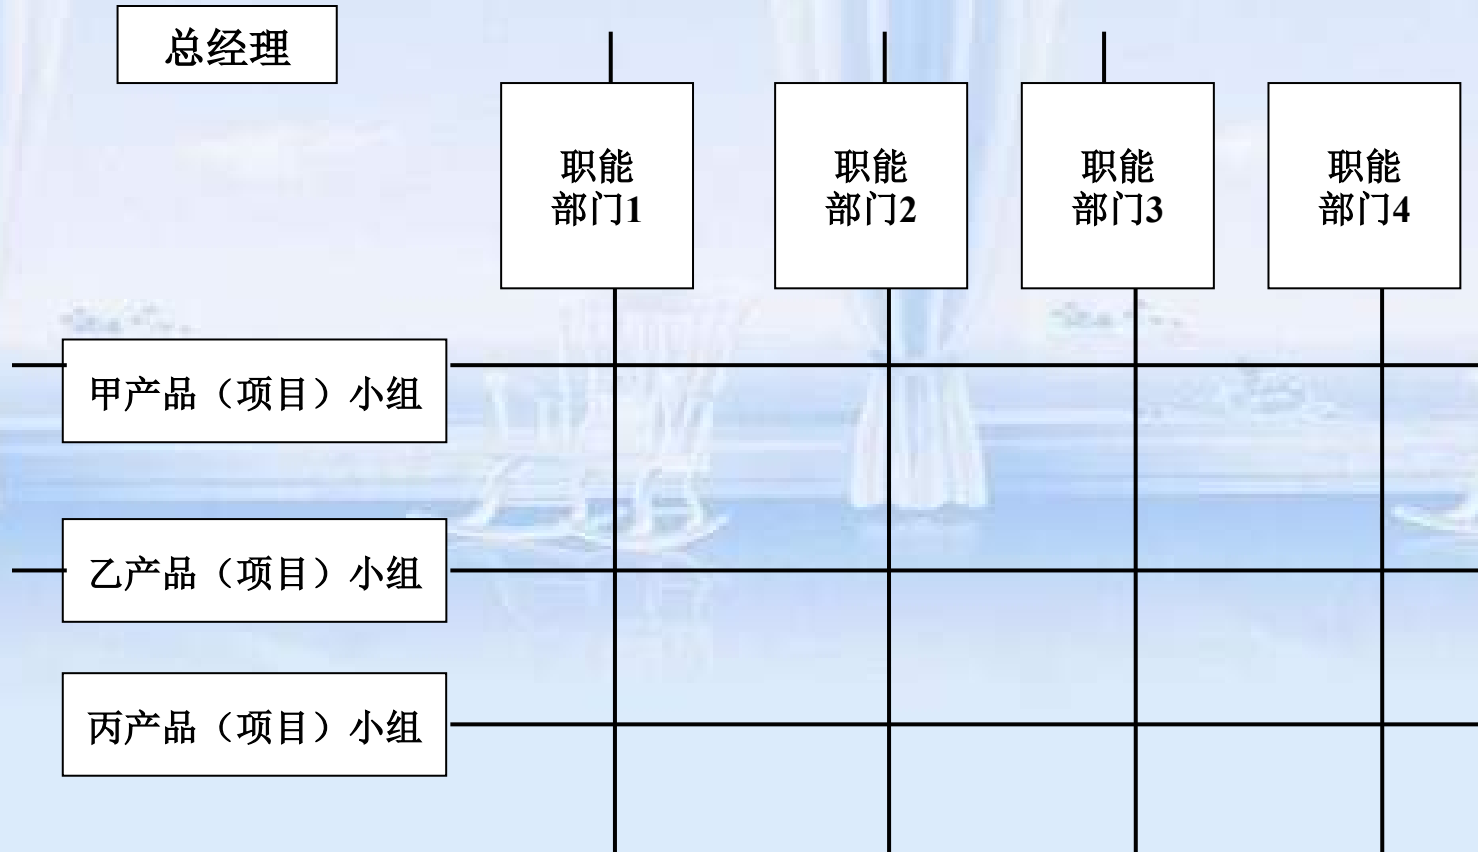 总经理
职能
部门1
职能
部门2
职能
部门3
职能
部门4
甲产品（项目）小组
乙产品（项目）小组
丙产品（项目）小组